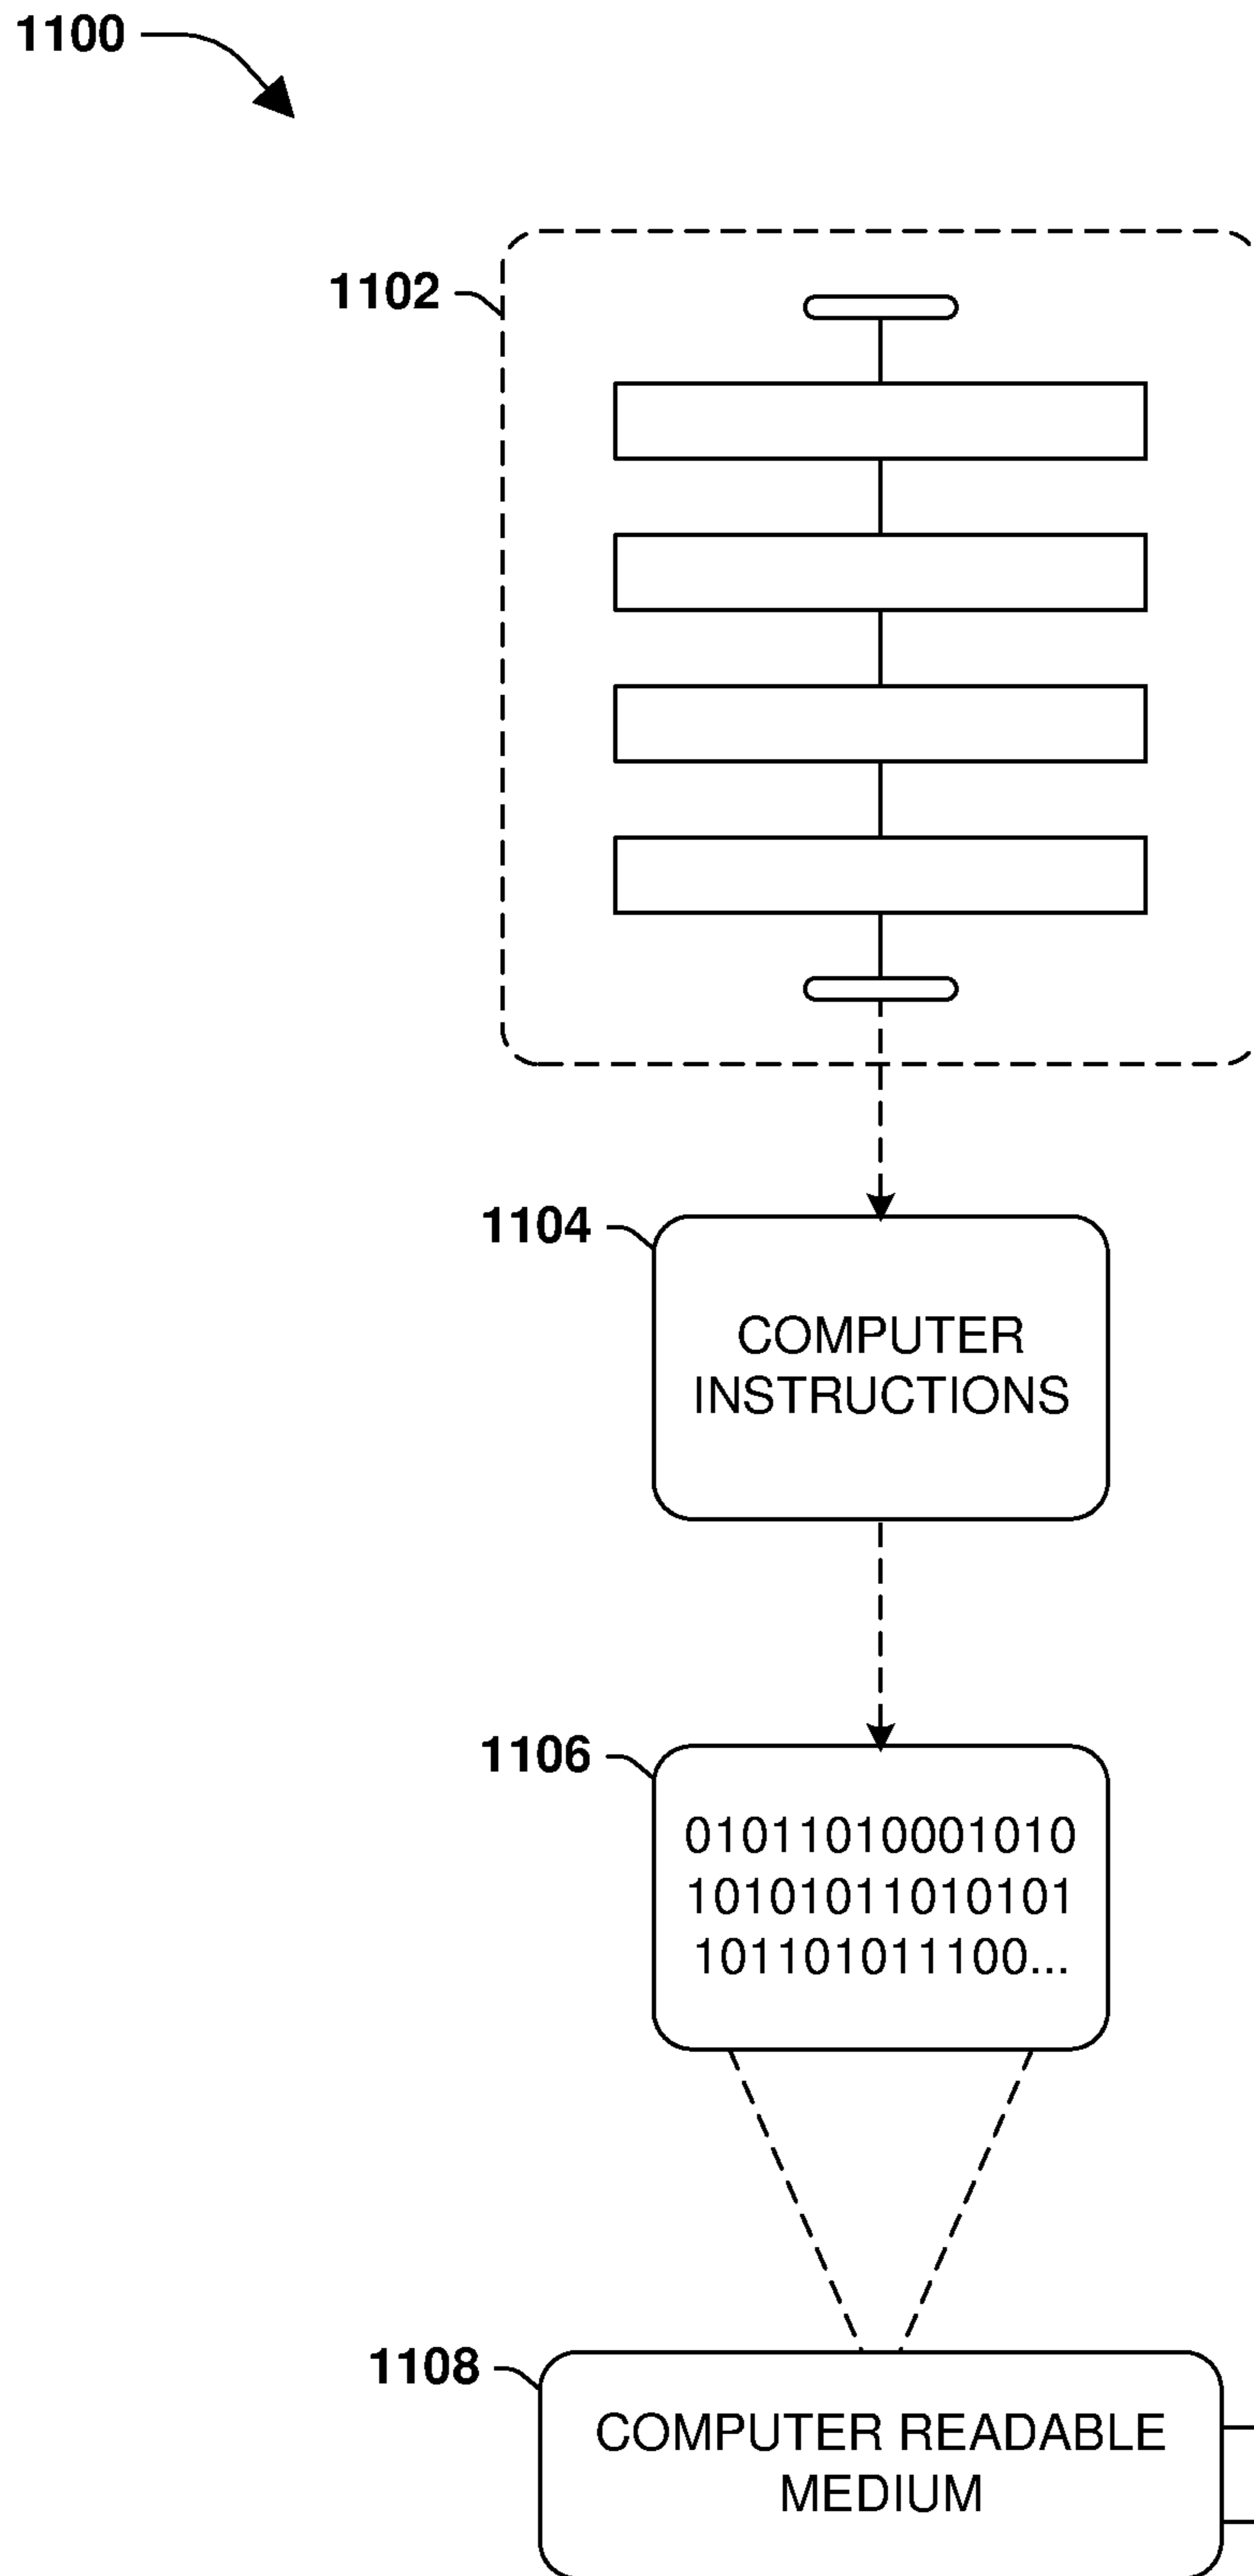 1100
1102
1104
COMPUTER
INSTRUCTIONS
1106
01011010001010
10101011010101
101101011100...
1108
COMPUTER READABLE
MEDIUM